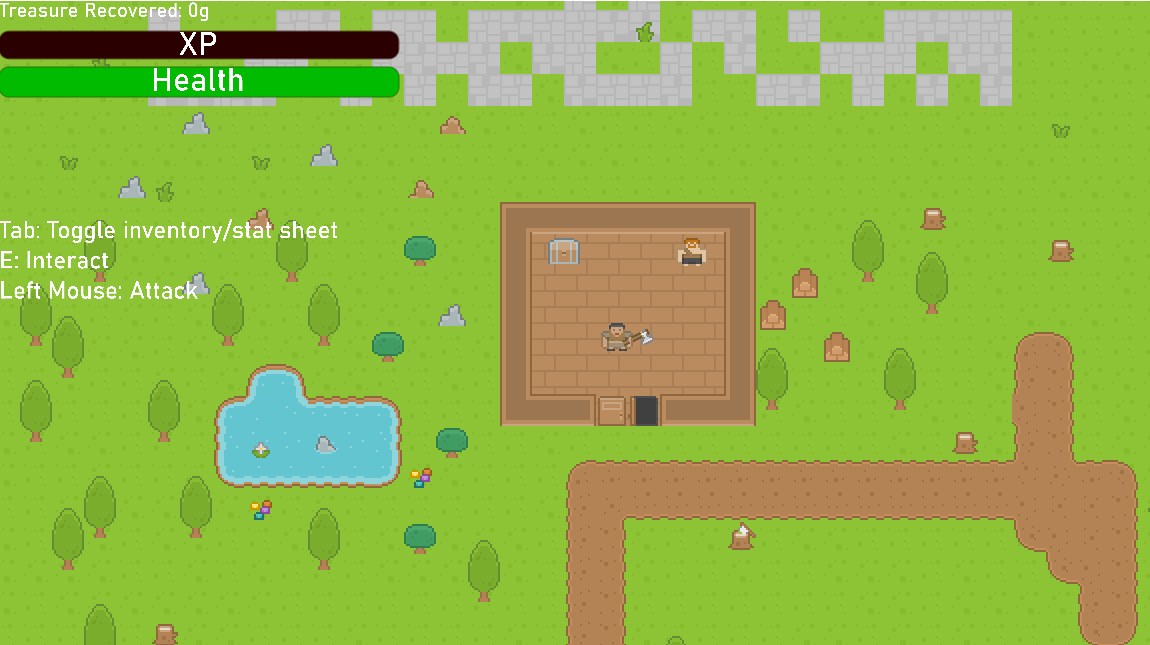 Treasure Recovered: 0g
XP
Health
Tab: Toggle inventory/stat sheet
E: Interact
Left Mouse: Attack